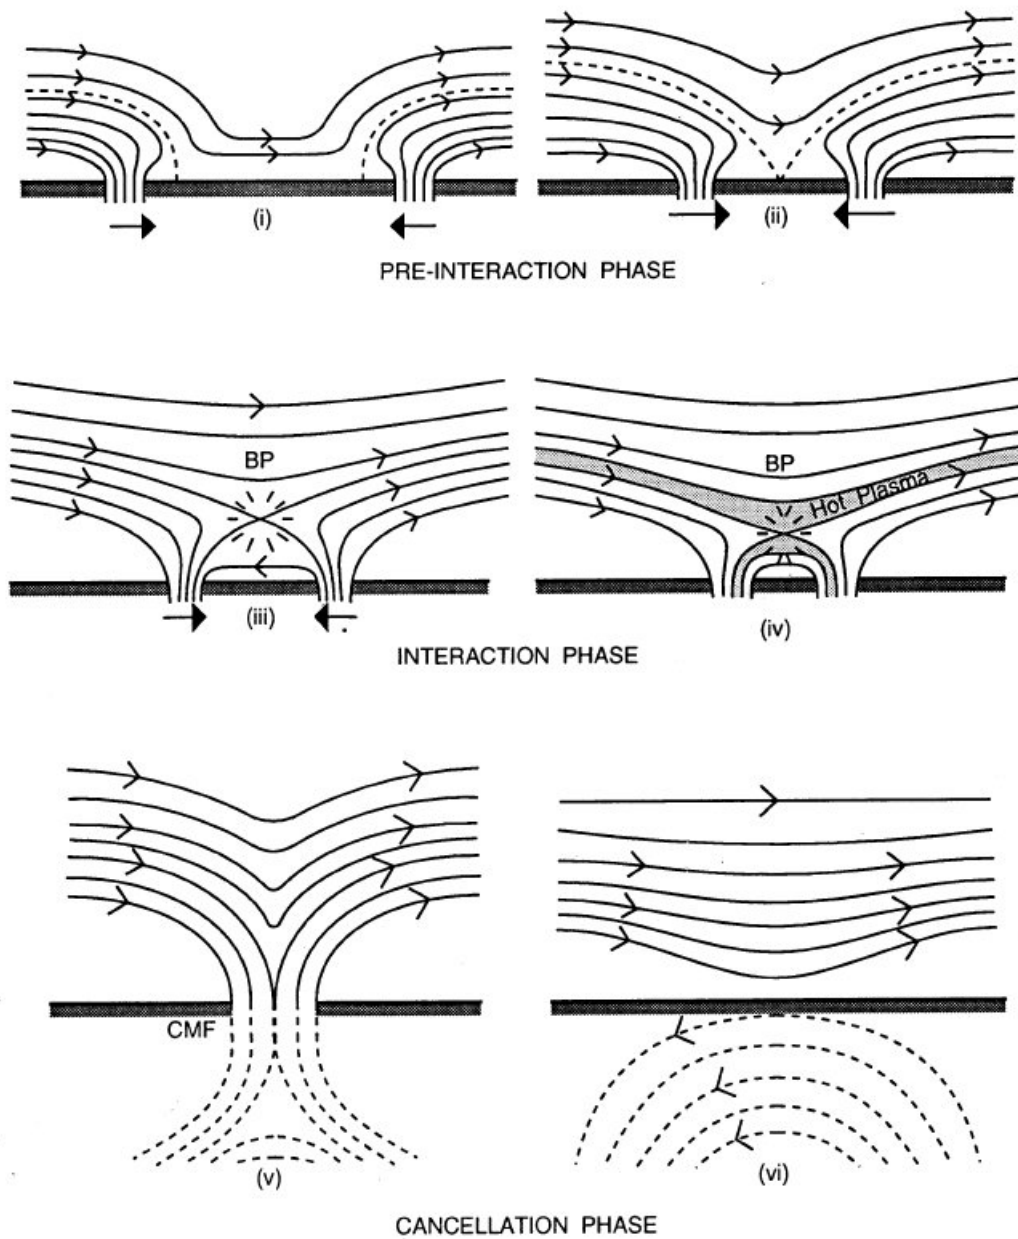 (i)
(ii)
PRE-INTERACTION PHASE
BP
(iii)
BP
Hot Plasma
(iv)
INTERACTION PHASE
CMF
(v)
(vi)
CANCELLATION PHASE